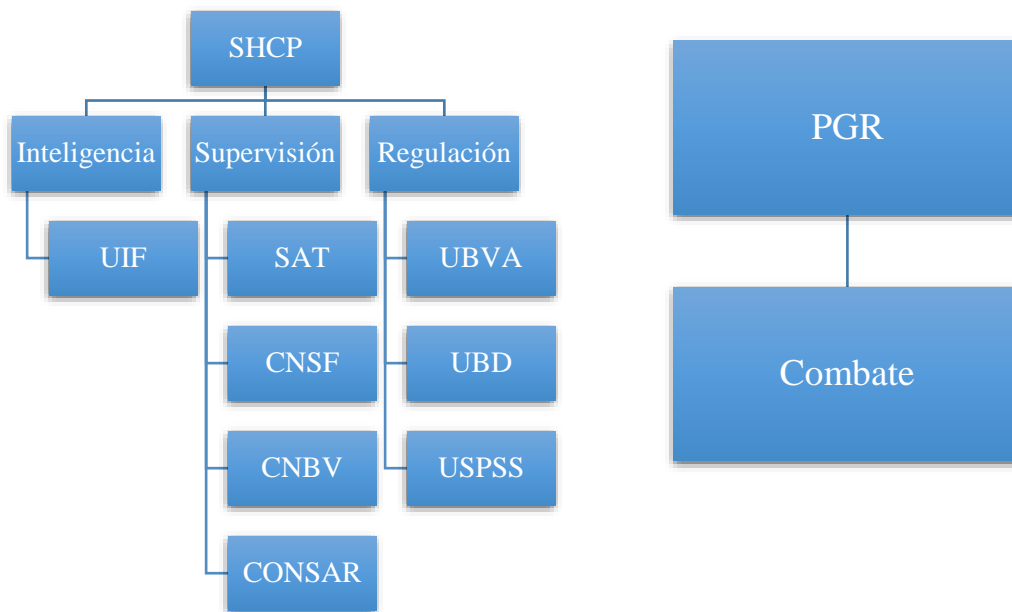 SHCP
Inteligencia
Supervisión
Regulación
UIF
SAT
UBVA
CNSF
UBD
CNBV
USPSS
CONSAR
PGR
Combate